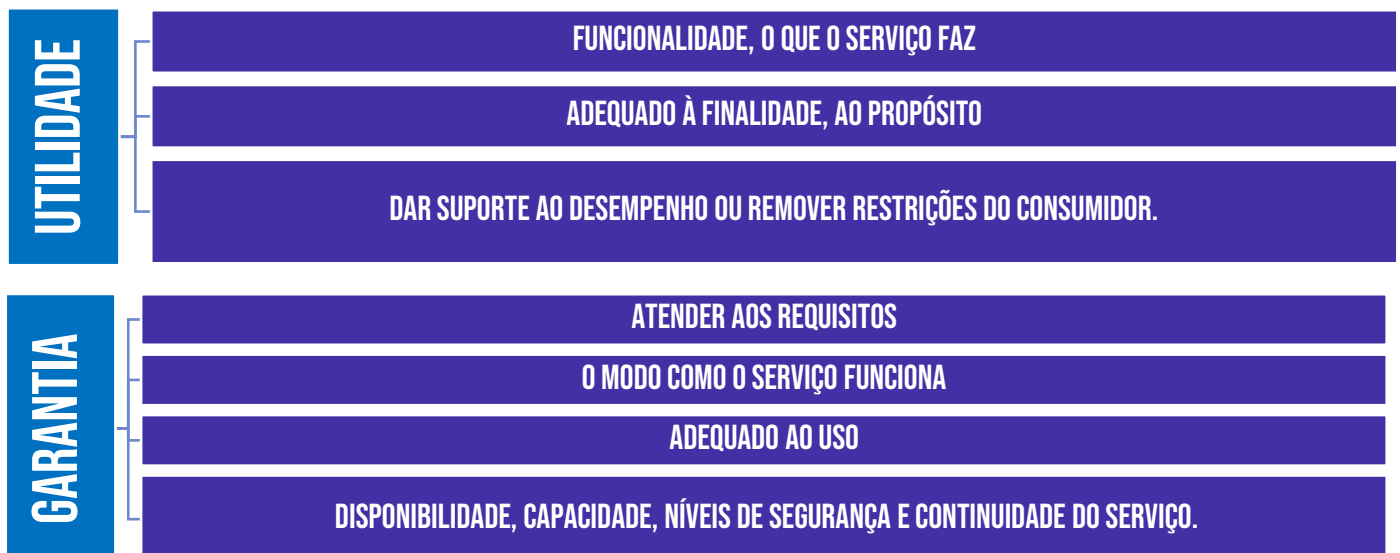 UTILIDADE
FUNCIONALIDADE, O QUE O SERVIÇO FAZ
ADEQUADO À FINALIDADE, AO PROPÓSITO
DAR SUPORTE AO DESEMPENHO OU REMOVER RESTRIÇÕES DO CONSUMIDOR.
GARANTIA
ATENDER AOS REQUISITOS
O MODO COMO O SERVIÇO FUNCIONA
ADEQUADO AO USO
DISPONIBILIDADE, CAPACIDADE, NÍVEIS DE SEGURANÇA E CONTINUIDADE DO SERVIÇO.